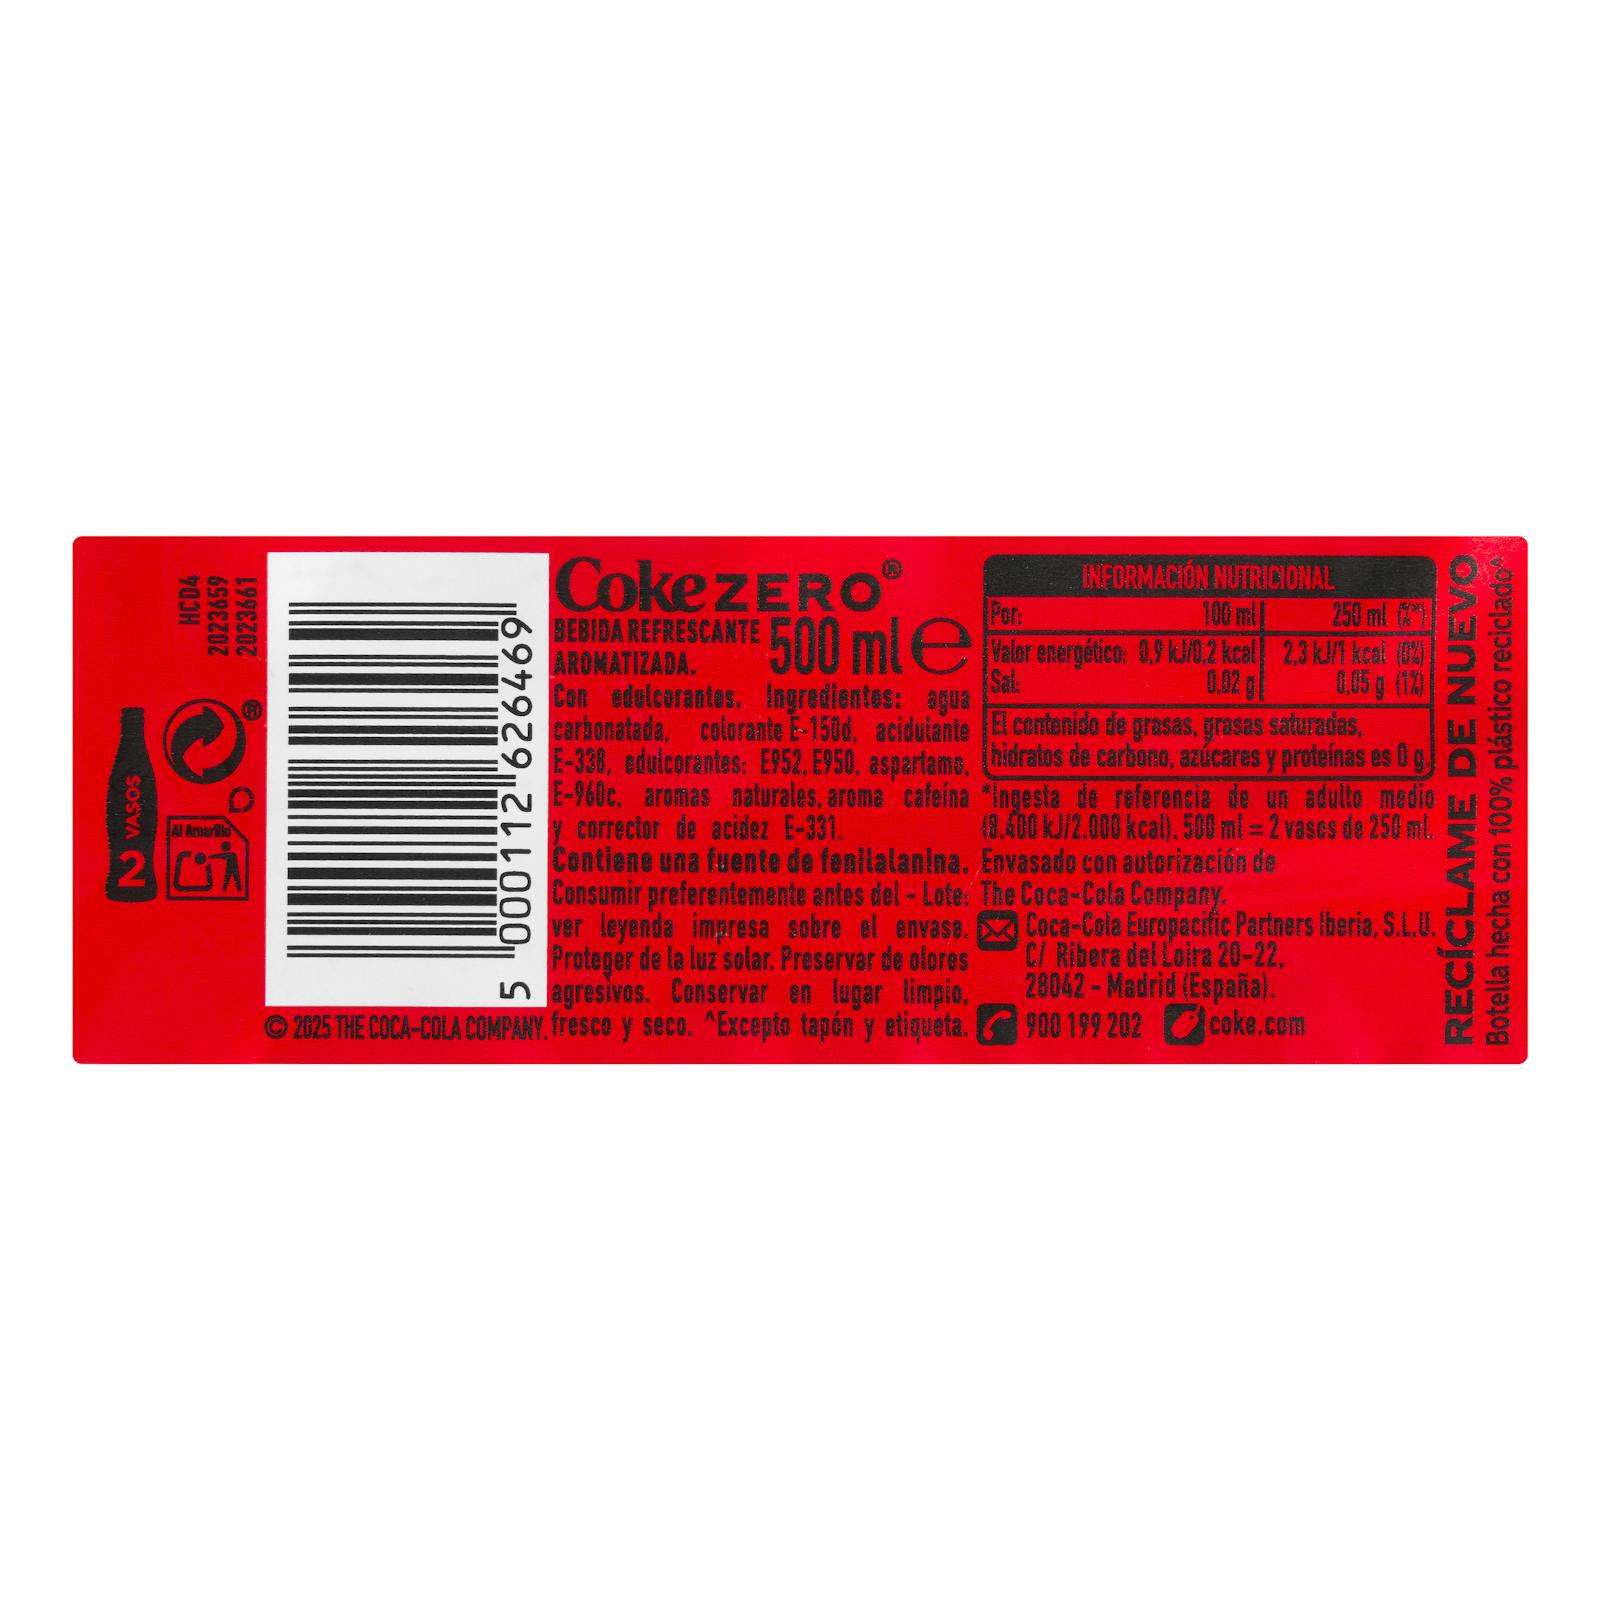 HCD4
2023659
2023661
2 VASOS
®
Al Amarillo
5 000112 626469
© 2025 THE COCA-COLA COMPANY.
Coke ZERO®
BEBIDA REFRESCANTE
AROMATIZADA.
500 ml e
Con edulcorantes. Ingredientes: agua
carbonatada, colorante E-150d, acidulante
E-338, edulcorantes: E952, E950, aspartamo,
E-960c, aromas naturales, aroma cafeína
y corrector de acidez E-331.
Contiene una fuente de fenilalanina.
Consumir preferentemente antes del - Lote:
ver leyenda impresa sobre el envase.
Proteger de la luz solar. Preservar de olores
agresivos. Conservar en lugar limpio,
fresco y seco. ^Excepto tapón y etiqueta.
INFORMACIÓN NUTRICIONAL
Por: 100 ml 250 ml (%*)
Valor energético: 0,9 kJ/0,2 kcal 2,3 kJ/1 kcal (0%)
Sal: 0,02 g 0,05 g (1%)
El contenido de grasas, grasas saturadas,
hidratos de carbono, azúcares y proteínas es 0 g.
*Ingesta de referencia de un adulto medio
(8.400 kJ/2.000 kcal). 500 ml = 2 vasos de 250 ml.
Envasado con autorización de
The Coca-Cola Company.
Coca-Cola Europacific Partners Iberia, S.L.U.
C/ Ribera del Loira 20-22,
28042 - Madrid (España).
900 199 202 coke.com
RECÍCLAME DE NUEVO
Botella hecha con 100% plástico reciclado^